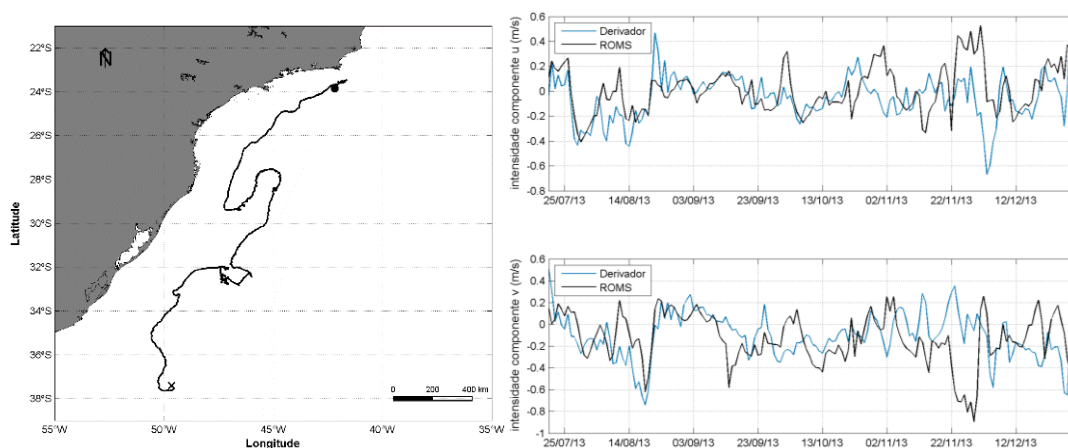 N
22°S
24°S
26°S
28°S
30°S
32°S
34°S
36°S
38°S
Latitude
55°W 50°W 45°W 40°W 35°W
Longitude
0 200 400 km
intensidade componente u (m/s)
0.6
0.4
0.2
0
-0.2
-0.4
-0.6
-0.8
Derivador
ROMS
25/07/13 14/08/13 03/09/13 23/09/13 13/10/13 02/11/13 22/11/13 12/12/13
intensidade componente v (m/s)
0.6
0.4
0.2
0
-0.2
-0.4
-0.6
-0.8
-1
Derivador
ROMS
25/07/13 14/08/13 03/09/13 23/09/13 13/10/13 02/11/13 22/11/13 12/12/13